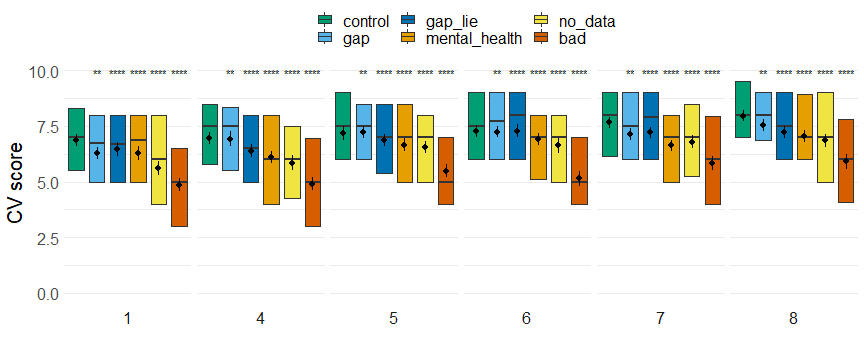 control gap_lie no_data
gap mental_health bad
10.0
** **** **** **** **** ** **** **** **** **** ** **** **** **** **** ** **** **** **** **** ** **** **** **** **** ** **** **** **** ****
7.5
5.0
2.5
0.0
CV score
1 4 5 6 7 8